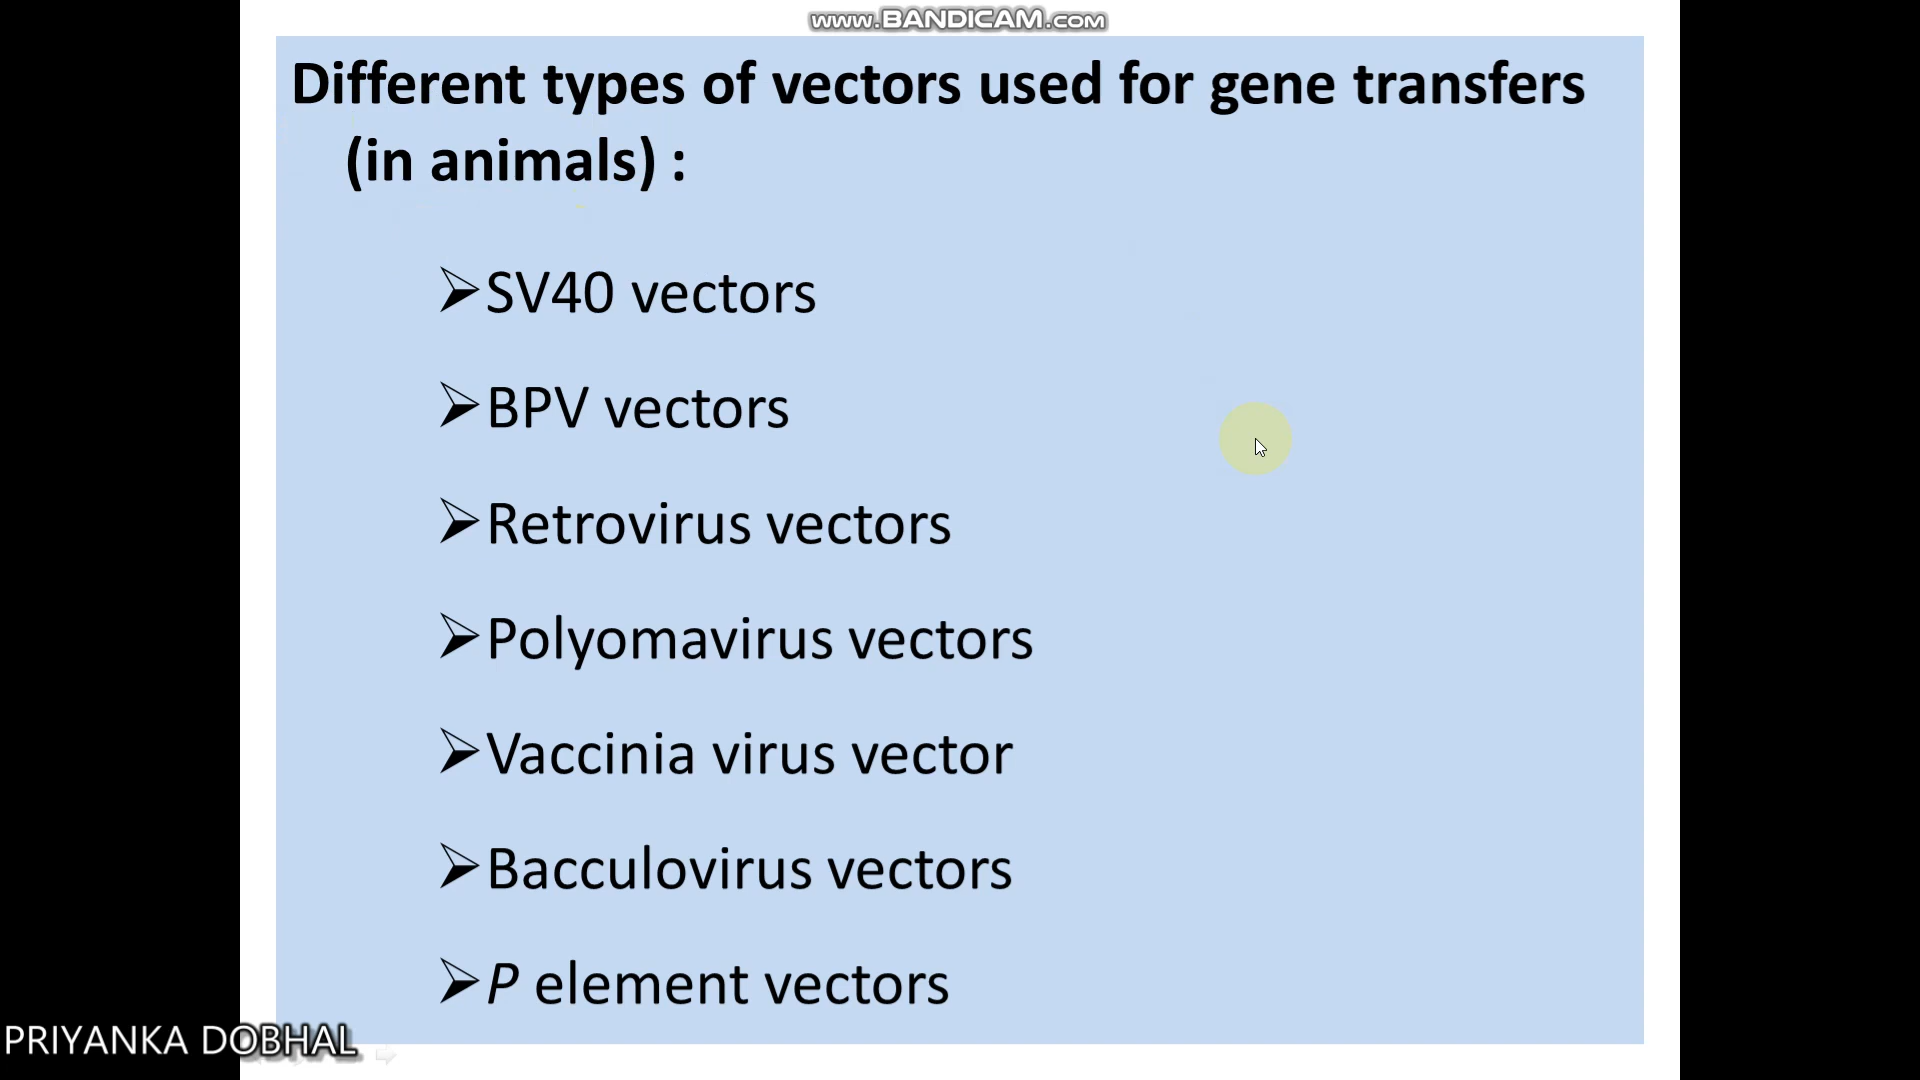 www.BANDICAM.com
Different types of vectors used for gene transfers
(in animals) :
➢SV40 vectors
➢BPV vectors
➢Retrovirus vectors
➢Polyomavirus vectors
➢Vaccinia virus vector
➢Bacculovirus vectors
➢P element vectors
PRIYANKA DOBHAL